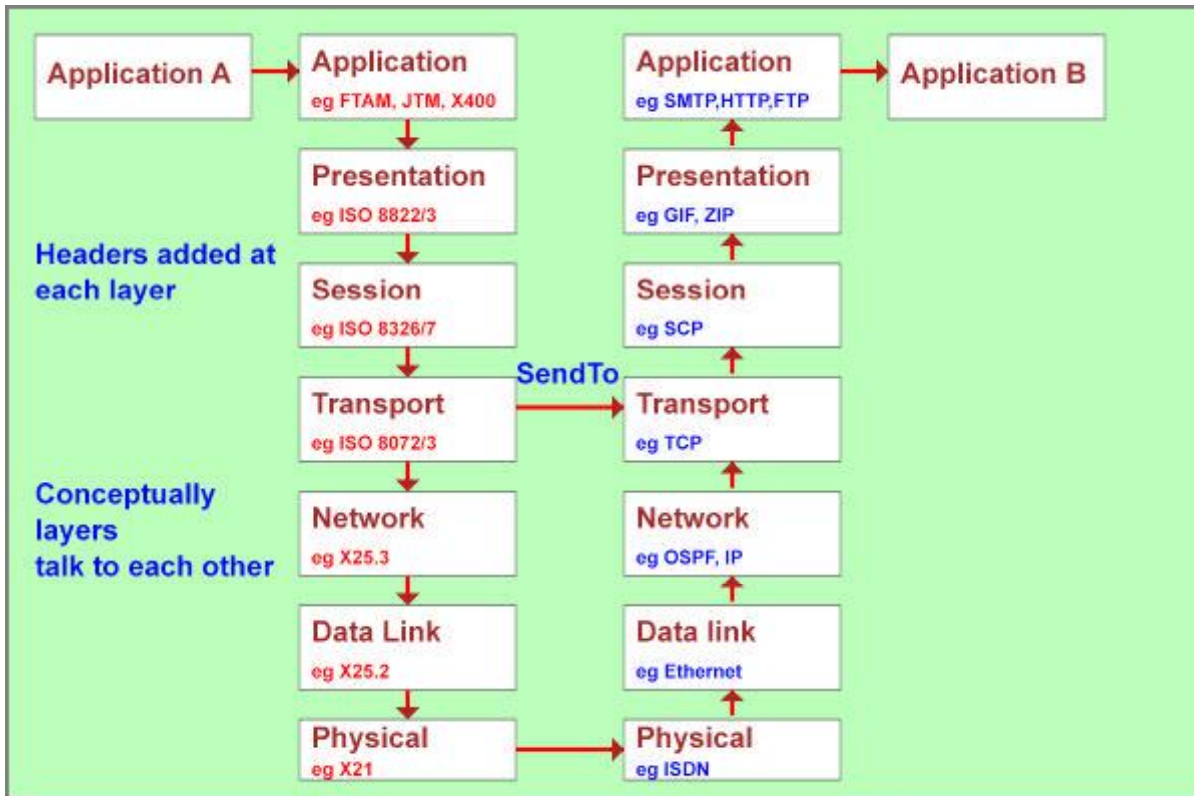 Application A
Application
eg FTAM, JTM, X400
Application
eg SMTP,HTTP,FTP
Application B
Presentation
eg ISO 8822/3
Presentation
eg GIF, ZIP
Headers added at
each layer
Session
eg ISO 8326/7
Session
eg SCP
SendTo
Transport
eg ISO 8072/3
Transport
eg TCP
Conceptually
layers
talk to each other
Network
eg X25.3
Network
eg OSPF, IP
Data Link
eg X25.2
Data link
eg Ethernet
Physical
eg X21
Physical
eg ISDN